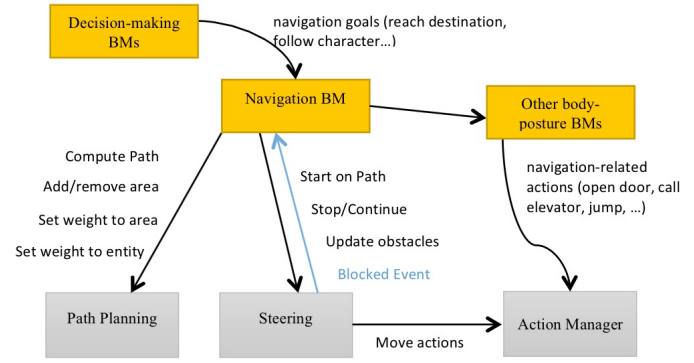 Decision-making
BMs
navigation goals (reach destination,
follow character…)
Navigation BM
Other body-
posture BMs
Compute Path
Add/remove area
Set weight to area
Set weight to entity
Start on Path
Stop/Continue
Update obstacles
Blocked Event
navigation-related
actions (open door, call
elevator, jump, …)
Path Planning
Steering
Move actions
Action Manager